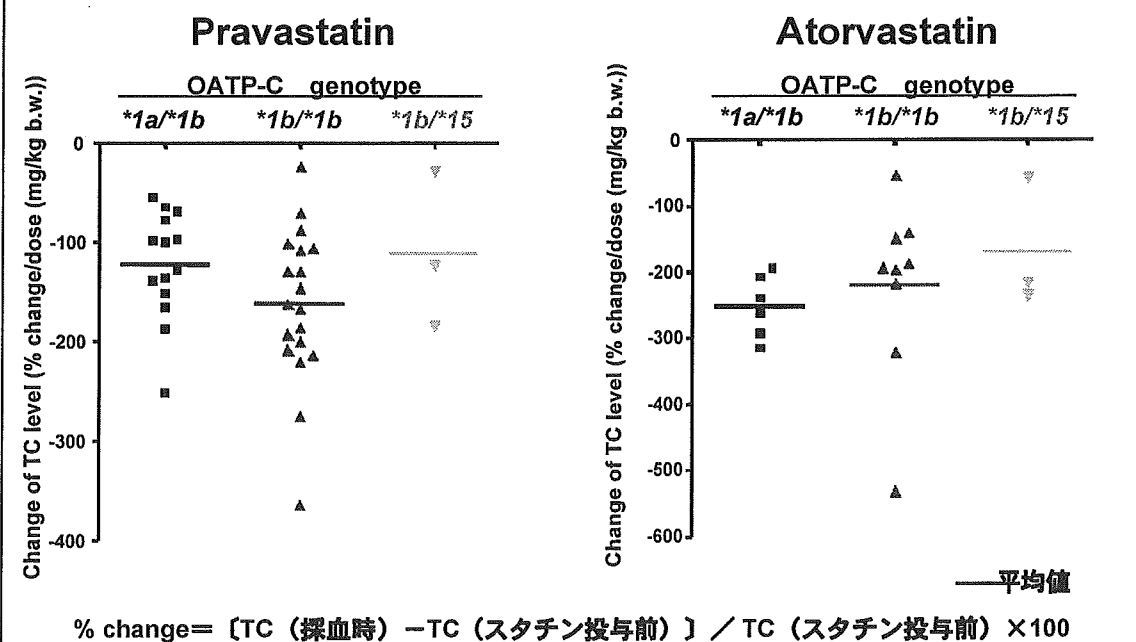 Pravastatin
OATP-C genotype
*1a/*1b *1b/*1b *1b/*15
Change of TC level (% change/dose (mg/kg b.w.))
0
-100
-200
-300
-400
Atorvastatin
OATP-C genotype
*1a/*1b *1b/*1b *1b/*15
Change of TC level (% change/dose (mg/kg b.w.))
0
-100
-200
-300
-400
-500
-600
平均値
% change=〔TC（採血時）−TC（スタチン投与前）〕／TC（スタチン投与前）×100